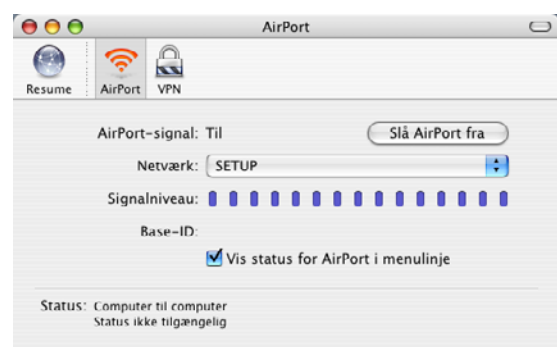 AirPort
Resume AirPort VPN
AirPort-signal: Til Slå AirPort fra
Netværk: SETUP
Signalniveau:
Base-ID:
Vis status for AirPort i menulinje
Status: Computer til computer
Status ikke tilgængelig